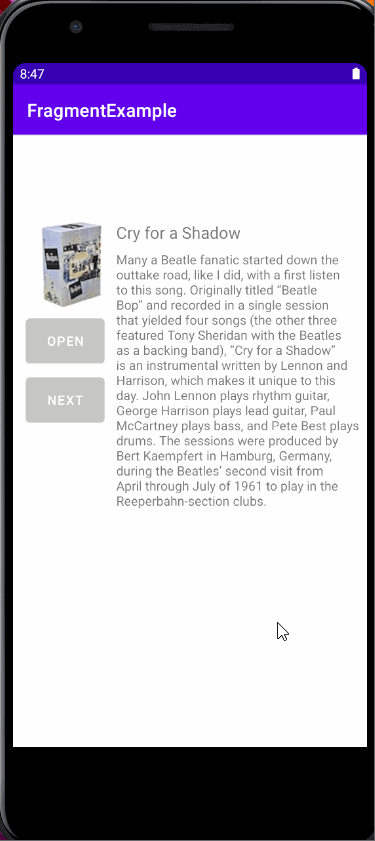 8:47
FragmentExample
Cry for a Shadow
Many a Beatle fanatic started down the
outtake road, like I did, with a first listen
to this song. Originally titled “Beatle
Bop” and recorded in a single session
that yielded four songs (the other three
featured Tony Sheridan with the Beatles
as a backing band), “Cry for a Shadow”
is an instrumental written by Lennon and
Harrison, which makes it unique to this
day. John Lennon plays rhythm guitar,
George Harrison plays lead guitar, Paul
McCartney plays bass, and Pete Best plays
drums. The sessions were produced by
Bert Kaempfert in Hamburg, Germany,
during the Beatles’ second visit from
April through July of 1961 to play in the
Reeperbahn-section clubs.
OPEN
NEXT